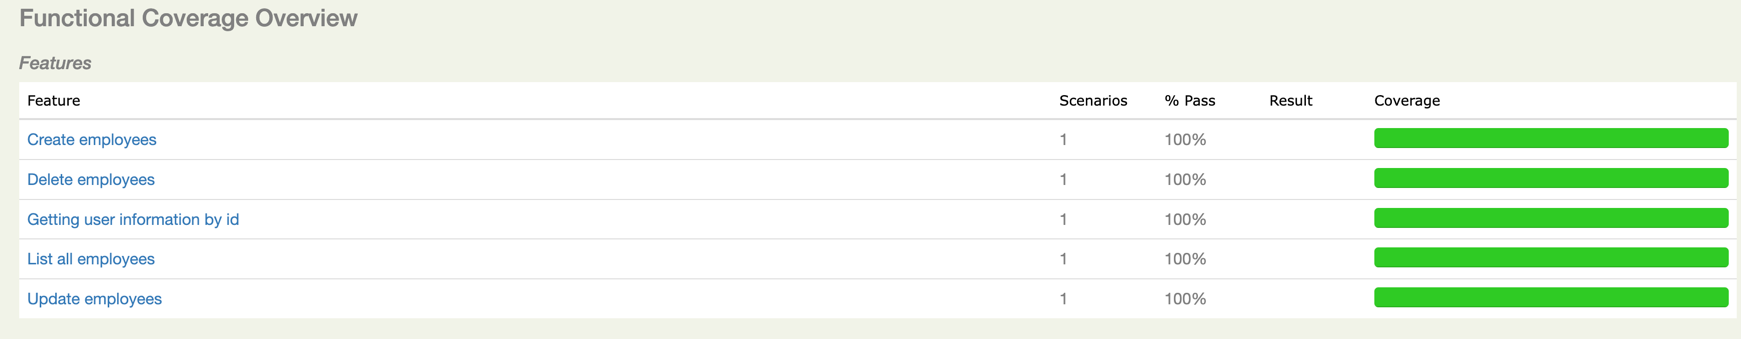 Functional Coverage Overview
Features
Feature Scenarios % Pass Result Coverage
Create employees 1 100%
Delete employees 1 100%
Getting user information by id 1 100%
List all employees 1 100%
Update employees 1 100%